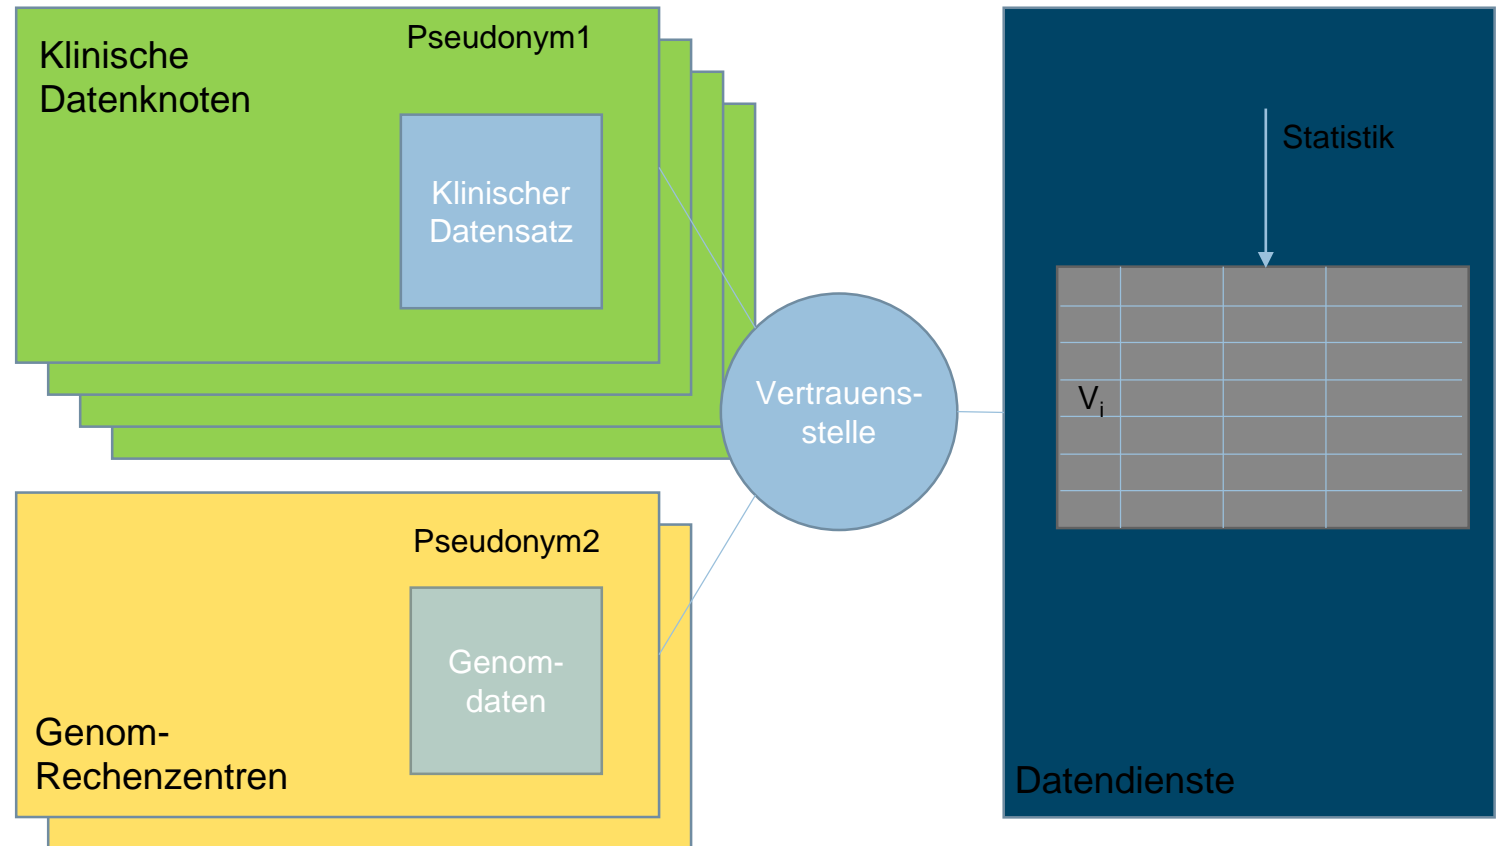 Klinische
Datenknoten
Pseudonym1
Klinischer
Datensatz
Vertrauens-
stelle
Pseudonym2
Genom-
daten
Genom-
Rechenzentren
Statistik
Vi
Datendienste